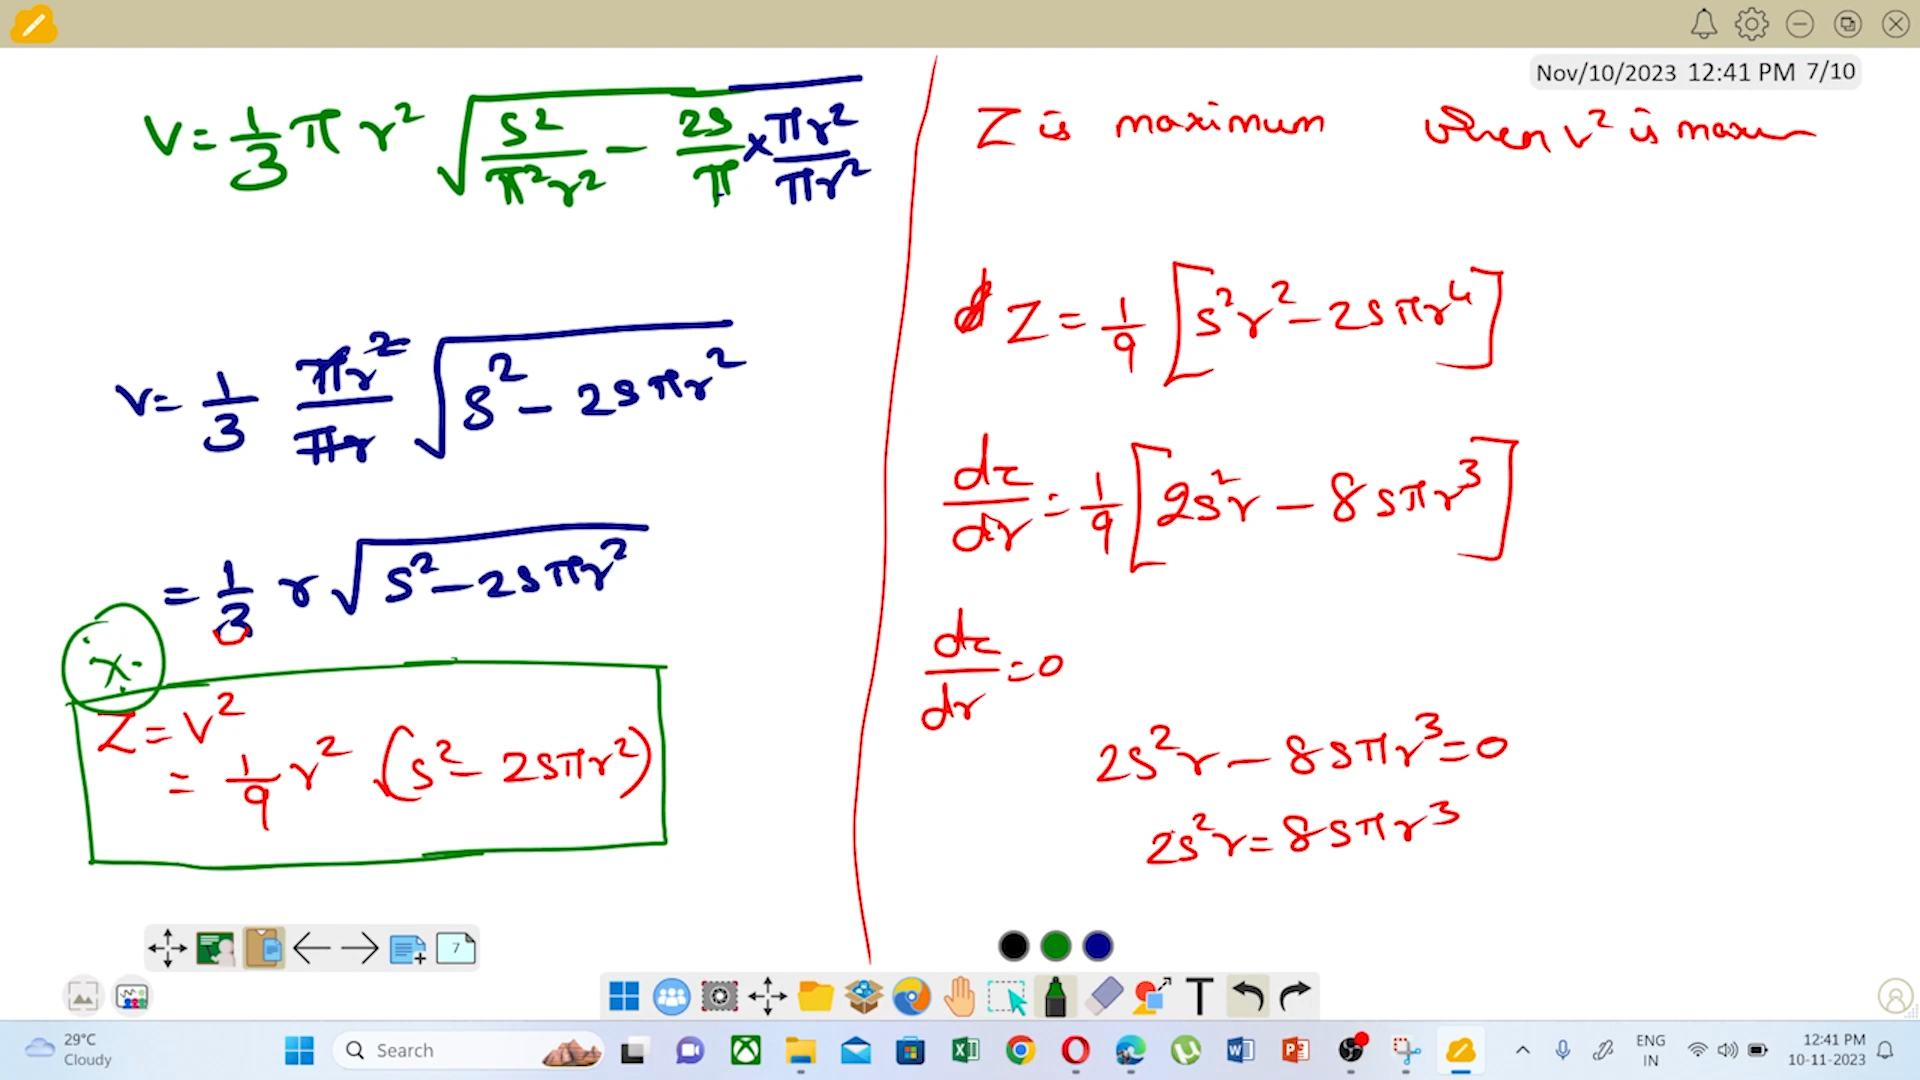 Nov/10/2023 12:41 PM 7/10
V = 1/3 π r² √(S²/π²r² − 2S/π × πr²/πr²)
V = 1/3 πr²/πr √(S² − 2Sπr²)
= 1/3 r √(S² − 2Sπr²)
X
Z = V²
= 1/9 r² (S² − 2Sπr²)
Z is maximum when V² is maxm
Z = 1/9 [S²r² − 2Sπr⁴]
dz/dr = 1/9 [2S²r − 8Sπr³]
dz/dr = 0
2S²r − 8Sπr³ = 0
2S²r = 8Sπr³
7
T
29°C
Cloudy
Search
ENG
IN
12:41 PM
10-11-2023